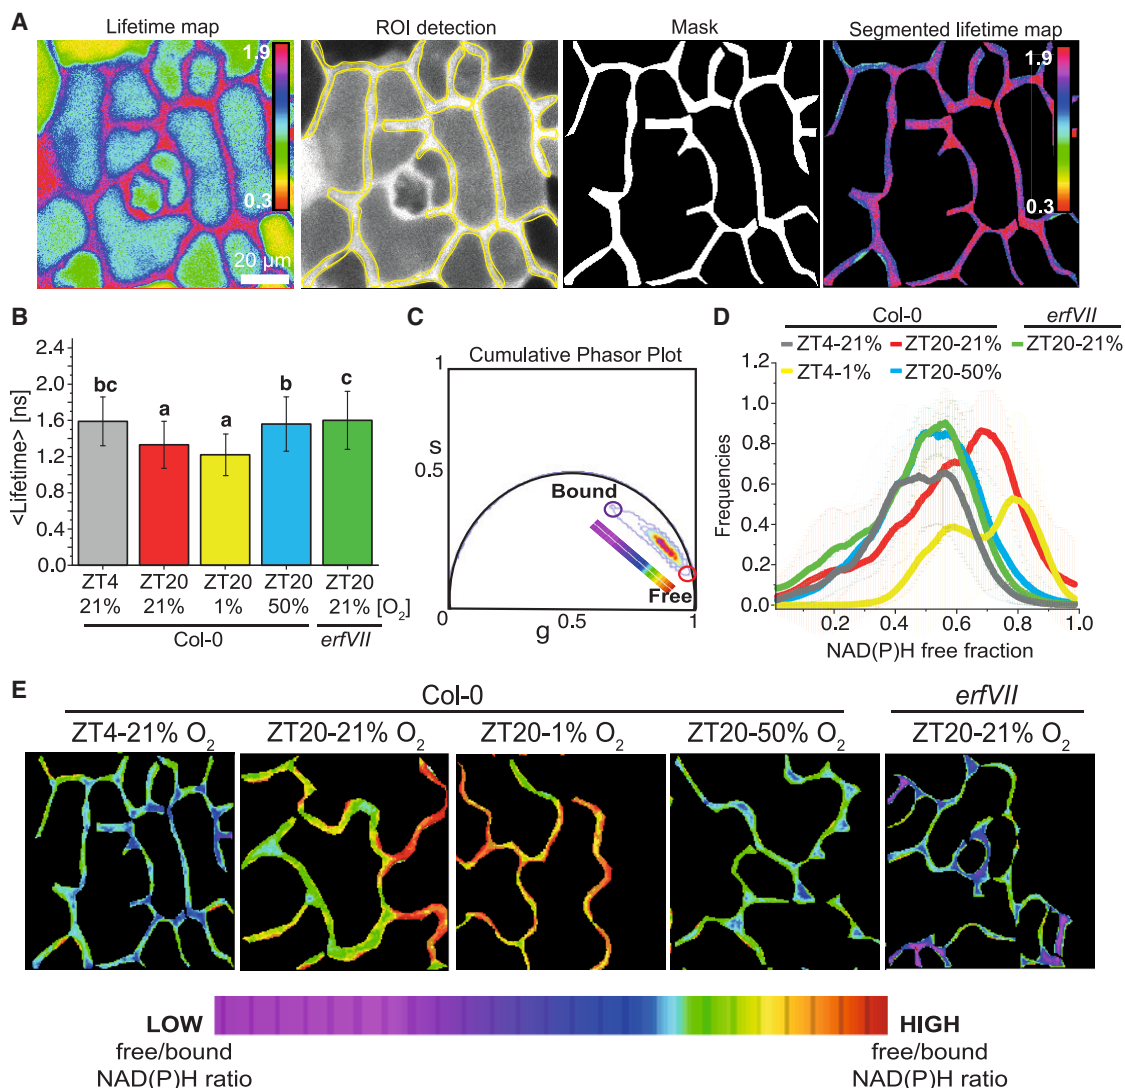 A
Lifetime map
ROI detection
Mask
Segmented lifetime map
1.9
0.3
20 µm
1.9
0.3
B
<Lifetime> [ns]
2.4
2.0
1.6
1.2
0.8
0.4
0.0
bc
a
a
b
c
ZT4 ZT20 ZT20 ZT20 ZT20
21% 21% 1% 50% 21% [O2]
Col-0
erfVII
C
Cumulative Phasor Plot
1
s
0.5
Bound
Free
0
0.5
1
g
D
Col-0
erfVII
ZT4-21%
ZT20-21%
ZT20-21%
ZT4-1%
ZT20-50%
Frequencies
1.2
1.0
0.8
0.6
0.4
0.2
0.0
0.2 0.4 0.6 0.8 1.0
NAD(P)H free fraction
E
Col-0
erfVII
ZT4-21% O2
ZT20-21% O2
ZT20-1% O2
ZT20-50% O2
ZT20-21% O2
LOW
free/bound
NAD(P)H ratio
HIGH
free/bound
NAD(P)H ratio